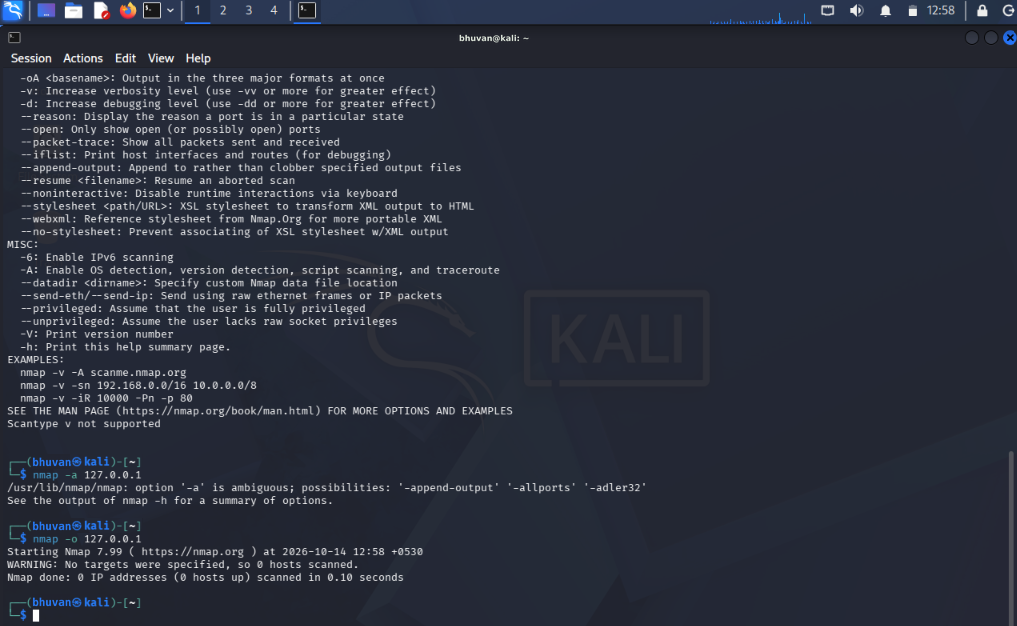 1 2 3 4
12:58
bhuvan@kali: ~
Session Actions Edit View Help
-oA <basename>: Output in the three major formats at once
-v: Increase verbosity level (use -vv or more for greater effect)
-d: Increase debugging level (use -dd or more for greater effect)
--reason: Display the reason a port is in a particular state
--open: Only show open (or possibly open) ports
--packet-trace: Show all packets sent and received
--iflist: Print host interfaces and routes (for debugging)
--append-output: Append to rather than clobber specified output files
--resume <filename>: Resume an aborted scan
--noninteractive: Disable runtime interactions via keyboard
--stylesheet <path/URL>: XSL stylesheet to transform XML output to HTML
--webxml: Reference stylesheet from Nmap.Org for more portable XML
--no-stylesheet: Prevent associating of XSL stylesheet w/XML output
MISC:
-6: Enable IPv6 scanning
-A: Enable OS detection, version detection, script scanning, and traceroute
--datadir <dirname>: Specify custom Nmap data file location
--send-eth/--send-ip: Send using raw ethernet frames or IP packets
--privileged: Assume that the user is fully privileged
--unprivileged: Assume the user lacks raw socket privileges
-V: Print version number
-h: Print this help summary page.
EXAMPLES:
nmap -v -A scanme.nmap.org
nmap -v -sn 192.168.0.0/16 10.0.0.0/8
nmap -v -iR 10000 -Pn -p 80
SEE THE MAN PAGE (https://nmap.org/book/man.html) FOR MORE OPTIONS AND EXAMPLES
Scantype v not supported
┌──(bhuvan㉿kali)-[~]
└─$ nmap -a 127.0.0.1
/usr/lib/nmap/nmap: option '-a' is ambiguous; possibilities: '-append-output' '-allports' '-adler32'
See the output of nmap -h for a summary of options.
┌──(bhuvan㉿kali)-[~]
└─$ nmap -o 127.0.0.1
Starting Nmap 7.99 ( https://nmap.org ) at 2026-10-14 12:58 +0530
WARNING: No targets were specified, so 0 hosts scanned.
Nmap done: 0 IP addresses (0 hosts up) scanned in 0.10 seconds
┌──(bhuvan㉿kali)-[~]
└─$
KALI